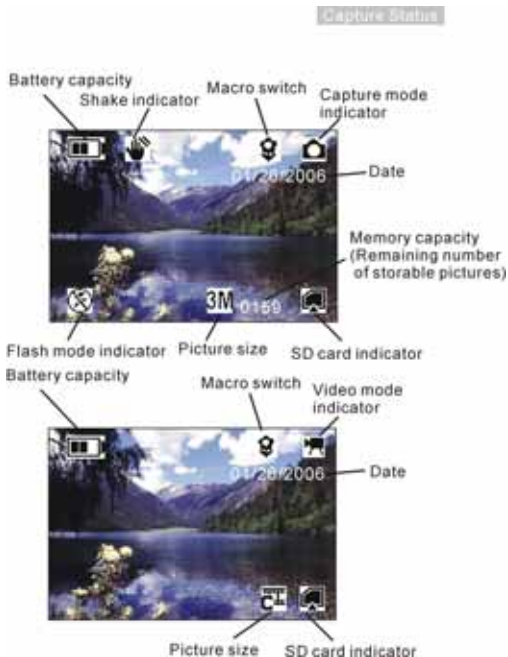 Capture Status
Battery capacity
Shake indicator
Macro switch
Capture mode
indicator
01/26/2006
Date
Memory capacity
(Remaining number
of storable pictures)
3M
0159
Flash mode indicator
Picture size
SD card indicator
Battery capacity
Macro switch
Video mode
indicator
01/26/2006
Date
Picture size
SD card indicator